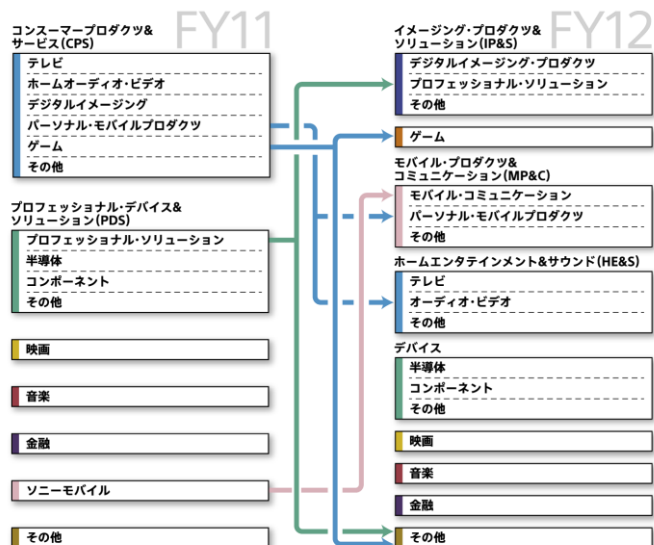 FY11
コンスーマープロダクツ&
サービス(CPS)
テレビ
ホームオーディオ・ビデオ
デジタルイメージング
パーソナル・モバイルプロダクツ
ゲーム
その他
プロフェッショナル・デバイス&
ソリューション(PDS)
プロフェッショナル・ソリューション
半導体
コンポーネント
その他
映画
音楽
金融
ソニーモバイル
その他
FY12
イメージング・プロダクツ&
ソリューション(IP&S)
デジタルイメージング・プロダクツ
プロフェッショナル・ソリューション
その他
ゲーム
モバイル・プロダクツ&
コミュニケーション(MP&C)
モバイル・コミュニケーション
パーソナル・モバイルプロダクツ
その他
ホームエンタテインメント&サウンド(HE&S)
テレビ
オーディオ・ビデオ
その他
デバイス
半導体
コンポーネント
その他
映画
音楽
金融
その他